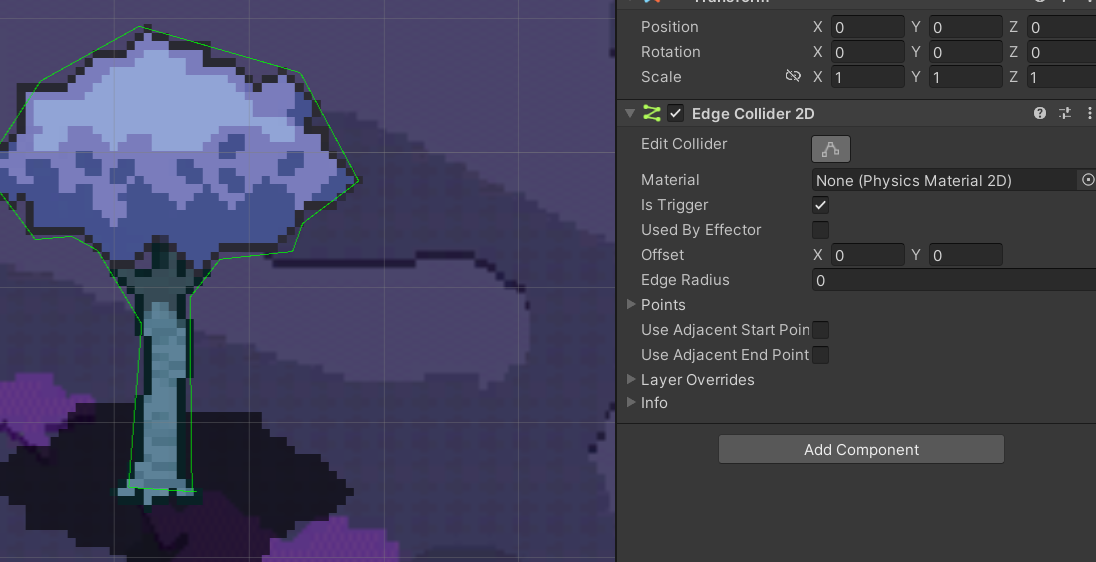 Transform
Position X 0 Y 0 Z 0
Rotation X 0 Y 0 Z 0
Scale X 1 Y 1 Z 1
Edge Collider 2D
Edit Collider
Material None (Physics Material 2D)
Is Trigger
Used By Effector
Offset X 0 Y 0
Edge Radius 0
Points
Use Adjacent Start Poin
Use Adjacent End Point
Layer Overrides
Info
Add Component